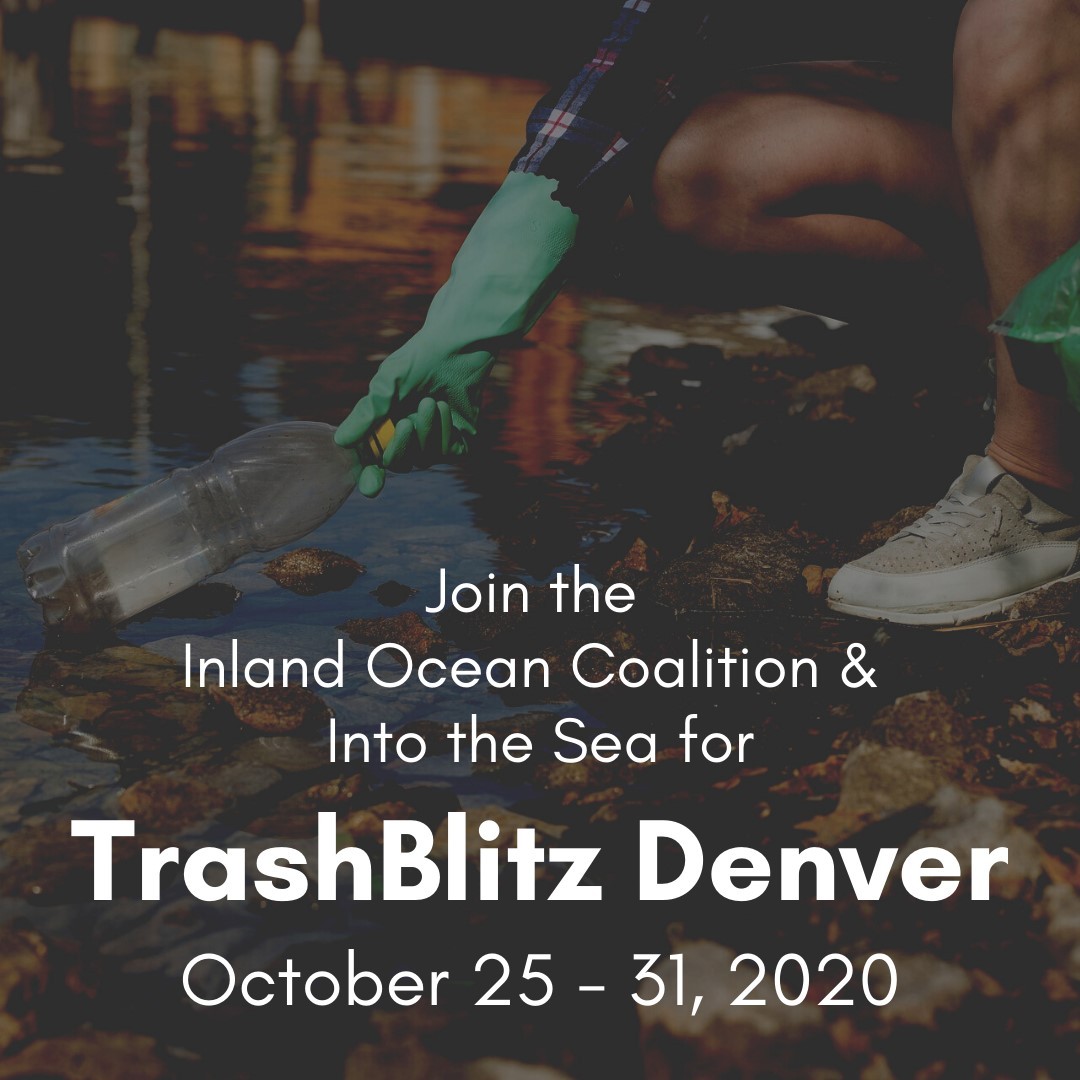 Join the
Inland Ocean Coalition &
Into the Sea for
TrashBlitz Denver
October 25 - 31, 2020